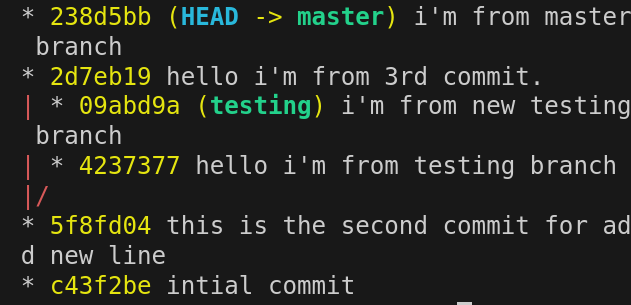 * 238d5bb (HEAD -> master) i'm from master
branch
* 2d7eb19 hello i'm from 3rd commit.
| * 09abd9a (testing) i'm from new testing
branch
| * 4237377 hello i'm from testing branch
|/
* 5f8fd04 this is the second commit for ad
d new line
* c43f2be intial commit